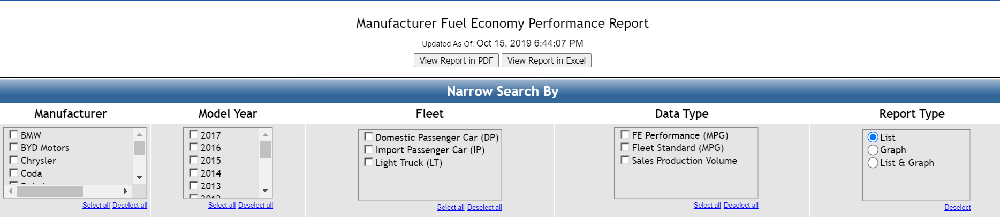 Manufacturer Fuel Economy Performance Report
Updated As Of: Oct 15, 2019 6:44:07 PM
View Report in PDF View Report in Excel
Narrow Search By
Manufacturer Model Year Fleet Data Type Report Type
BMW
BYD Motors
Chrysler
Coda
Select all Deselect all
2017
2016
2015
2014
2013
Select all Deselect all
Domestic Passenger Car (DP)
Import Passenger Car (IP)
Light Truck (LT)
Select all Deselect all
FE Performance (MPG)
Fleet Standard (MPG)
Sales Production Volume
Select all Deselect all
List
Graph
List & Graph
Deselect